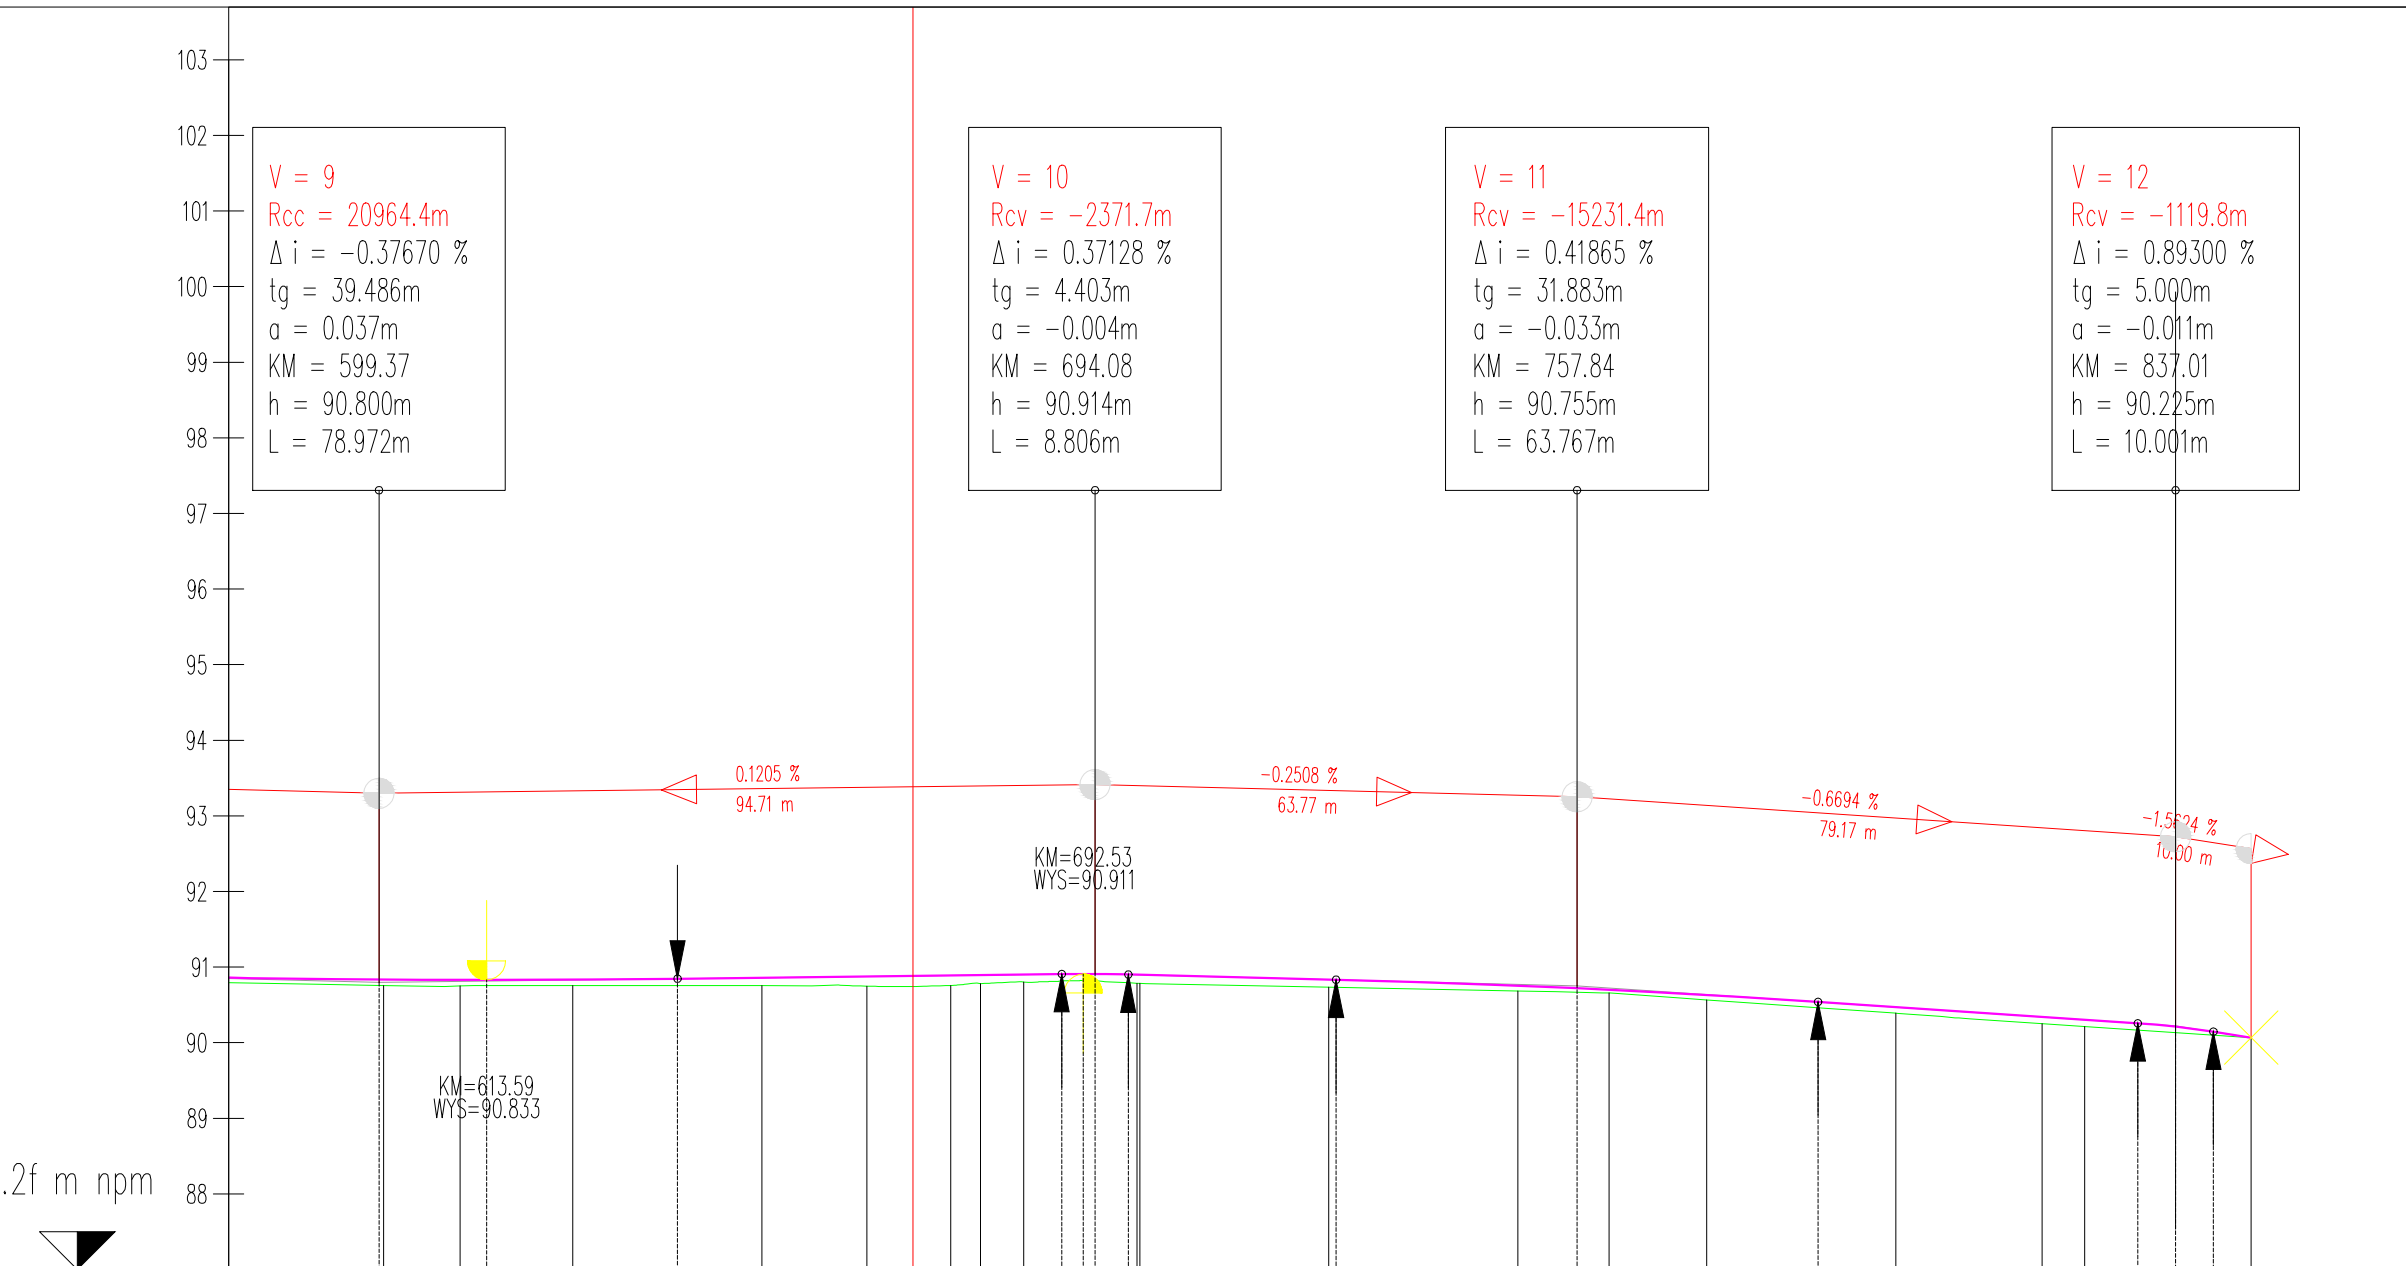 103
102
101
100
99
98
97
96
95
94
93
92
91
90
89
88
V = 9
Rcc = 20964.4m
Δ i = -0.37670 %
tg = 39.486m
a = 0.037m
KM = 599.37
h = 90.800m
L = 78.972m
V = 10
Rcv = -2371.7m
Δ i = 0.37128 %
tg = 4.403m
a = -0.004m
KM = 694.08
h = 90.914m
L = 8.806m
V = 11
Rcv = -15231.4m
Δ i = 0.41865 %
tg = 31.883m
a = -0.033m
KM = 757.84
h = 90.755m
L = 63.767m
V = 12
Rcv = -1119.8m
Δ i = 0.89300 %
tg = 5.000m
a = -0.011m
KM = 837.01
h = 90.225m
L = 10.001m
0.1205 %
94.71 m
-0.2508 %
63.77 m
-0.6694 %
79.17 m
-1.5624 %
10.00 m
KM=692.53
WYS=90.911
KM=613.59
WYS=90.833
.2f m npm